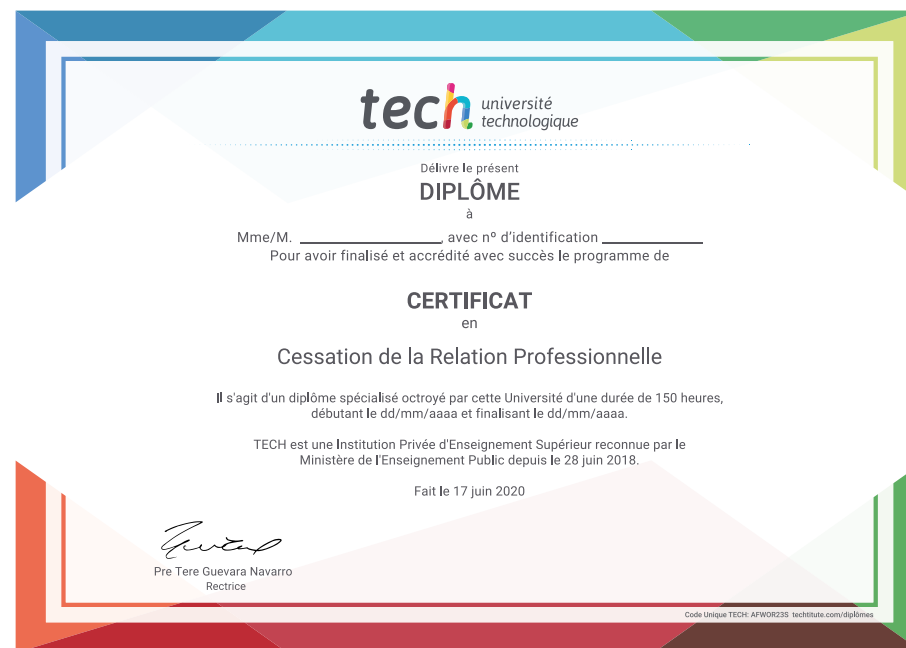 tech université
technologique
Délivre le présent
DIPLÔME
à
Mme/M. ____________________, avec nº d'identification ______________
Pour avoir finalisé et accrédité avec succès le programme de
CERTIFICAT
en
Cessation de la Relation Professionnelle
Il s'agit d'un diplôme spécialisé octroyé par cette Université d'une durée de 150 heures,
débutant le dd/mm/aaaa et finalisant le dd/mm/aaaa.
TECH est une Institution Privée d'Enseignement Supérieur reconnue par le
Ministère de l'Enseignement Public depuis le 28 juin 2018.
Fait le 17 juin 2020
Pre Tere Guevara Navarro
Rectrice
Code Unique TECH: AFWOR23S techtitute.com/diplômes